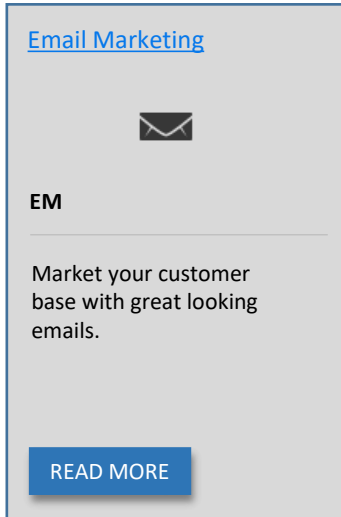 Email Marketing
EM
Market your customer
base with great looking
emails.
READ MORE